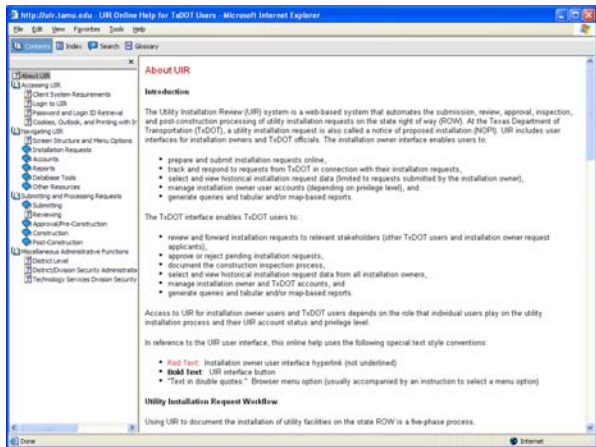 http://uir.tamu.edu - UIR Online Help for TxDOT Users - Microsoft Internet Explorer
File Edit View Favorites Tools Help
Contents Index Search Glossary
About UIR
Accessing UIR
Client System Requirements
Login to UIR
Password and Login ID Retrieval
Cookies, Outlook, and Printing with Ir
Navigating UIR
Screen Structure and Menu Options
Installation Requests
Accounts
Reports
Database Tools
Other Resources
Submitting and Processing Requests
Submitting
Reviewing
Approval/Pre-Construction
Construction
Post-Construction
Miscellaneous Administrative Functions
District Level
District/Division Security Administratio
Technology Services Division Security
About UIR
Introduction
The Utility Installation Review (UIR) system is a web-based system that automates the submission, review, approval, inspection,
and post-construction processing of utility installation requests on the state right of way (ROW). At the Texas Department of
Transportation (TxDOT), a utility installation request is also called a notice of proposed installation (NOPI). UIR includes user
interfaces for installation owners and TxDOT officials. The installation owner interface enables users to:
• prepare and submit installation requests online,
• track and respond to requests from TxDOT in connection with their installation requests,
• select and view historical installation request data (limited to requests submitted by the installation owner),
• manage installation owner user accounts (depending on privilege level), and
• generate queries and tabular and/or map-based reports.
The TxDOT interface enables TxDOT users to:
• review and forward installation requests to relevant stakeholders (other TxDOT users and installation owner request
applicants),
• approve or reject pending installation requests,
• document the construction inspection process,
• select and view historical installation request data from all installation owners,
• manage installation owner and TxDOT accounts, and
• generate queries and tabular and/or map-based reports.
Access to UIR for installation owner users and TxDOT users depends on the role that individual users play on the utility
installation process and their UIR account status and privilege level.
In reference to the UIR user interface, this online help uses the following special text style conventions:
• Red Text: Installation owner user interface hyperlink (not underlined)
• Bold Text: UIR interface button
• "Text in double quotes:" Browser menu option (usually accompanied by an instruction to select a menu option)
Utility Installation Request Workflow
Using UIR to document the installation of utility facilities on the state ROW is a five-phase process.
Done Internet